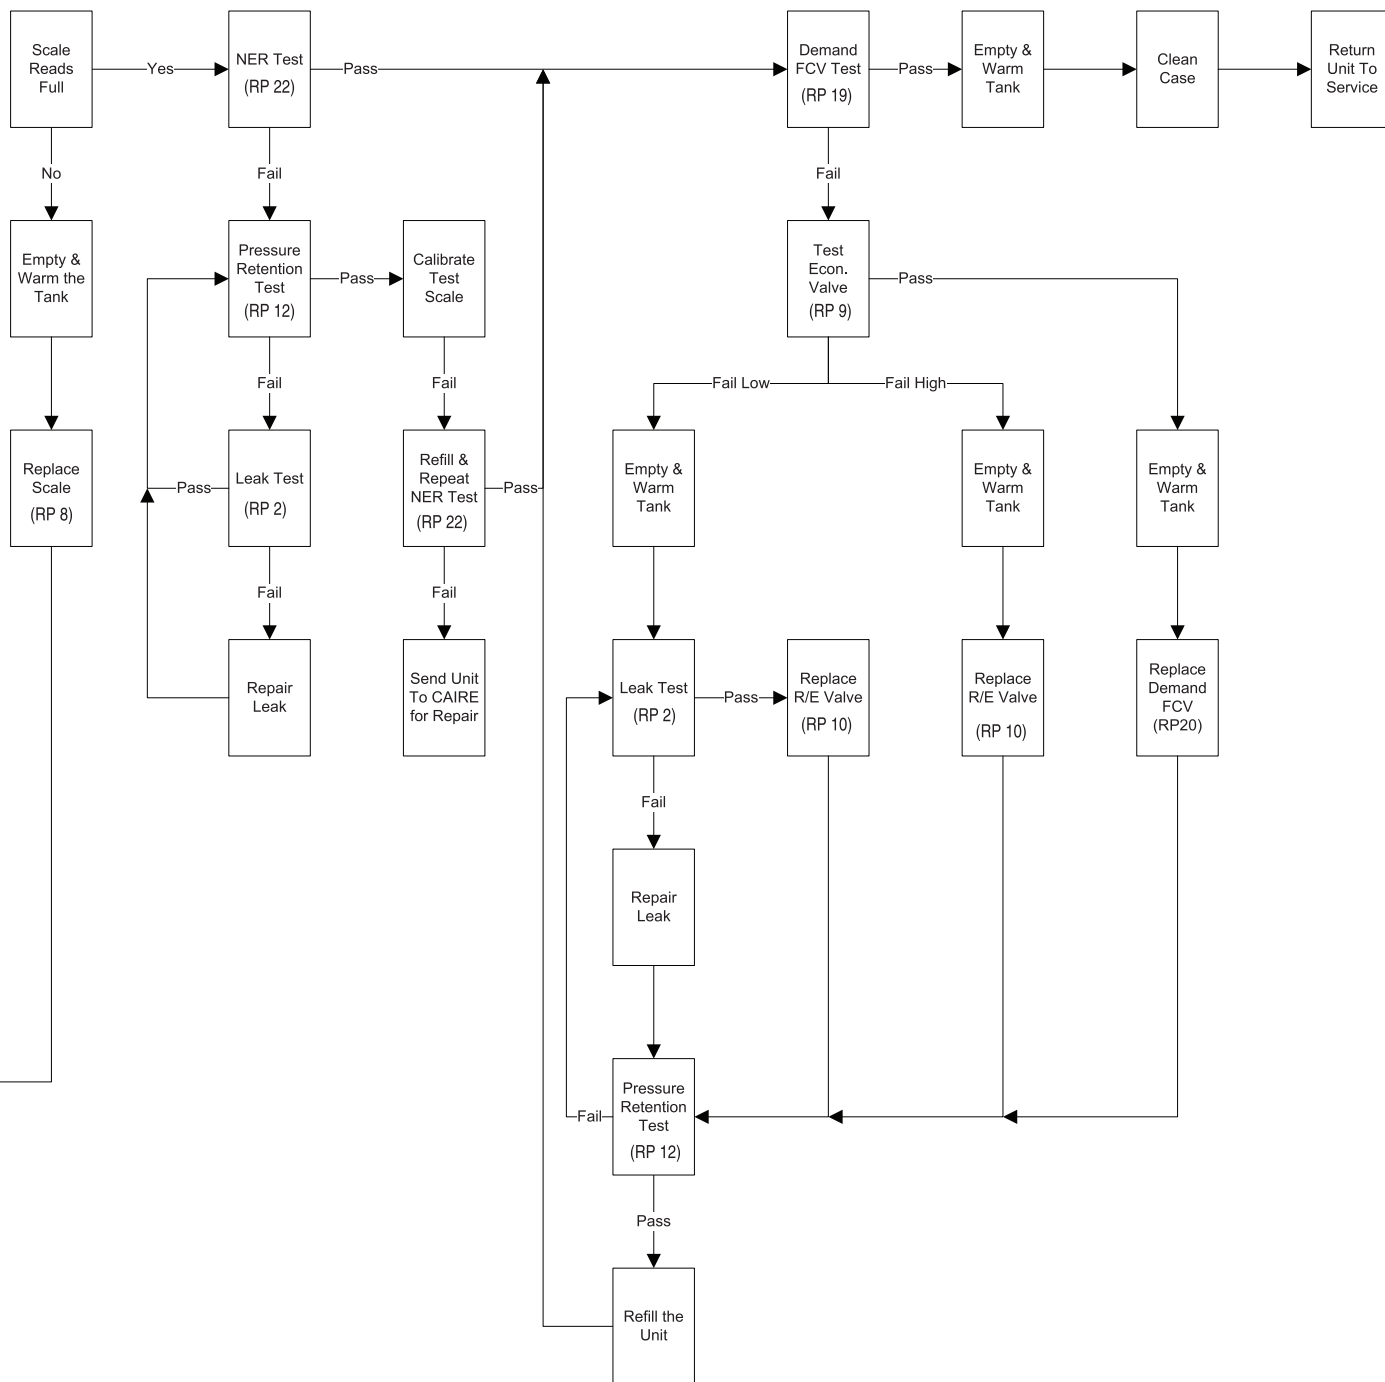 Scale
Reads
Full
Yes
NER Test
(RP 22)
Pass
Demand
FCV Test
(RP 19)
Pass
Empty &
Warm
Tank
Clean
Case
Return
Unit To
Service
No
Fail
Fail
Empty &
Warm the
Tank
Pressure
Retention
Test
(RP 12)
Pass
Calibrate
Test
Scale
Test
Econ.
Valve
(RP 9)
Pass
Fail
Fail
Fail Low
Fail High
Replace
Scale
(RP 8)
Pass
Leak Test
(RP 2)
Refill &
Repeat
NER Test
(RP 22)
Pass
Empty &
Warm
Tank
Empty &
Warm
Tank
Empty &
Warm
Tank
Fail
Fail
Repair
Leak
Send Unit
To CAIRE
for Repair
Leak Test
(RP 2)
Pass
Replace
R/E Valve
(RP 10)
Replace
R/E Valve
(RP 10)
Replace
Demand
FCV
(RP20)
Fail
Repair
Leak
Fail
Pressure
Retention
Test
(RP 12)
Pass
Refill the
Unit